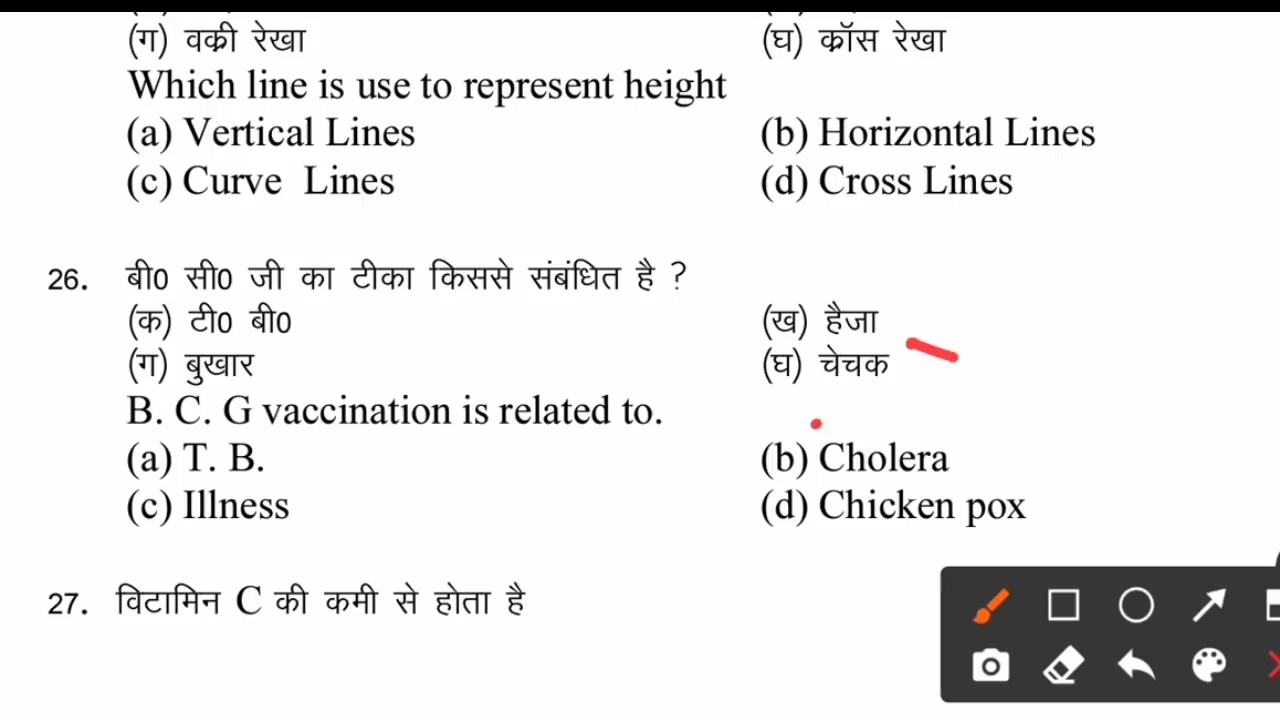 (ग) वक्री रेखा
(घ) क्रॉस रेखा
Which line is use to represent height
(a) Vertical Lines
(b) Horizontal Lines
(c) Curve Lines
(d) Cross Lines
26. बी0 सी0 जी का टीका किससे संबंधित है ?
(क) टी0 बी0
(ख) हैजा
(ग) बुखार
(घ) चेचक
B. C. G vaccination is related to.
(a) T. B.
(b) Cholera
(c) Illness
(d) Chicken pox
27. विटामिन C की कमी से होता है